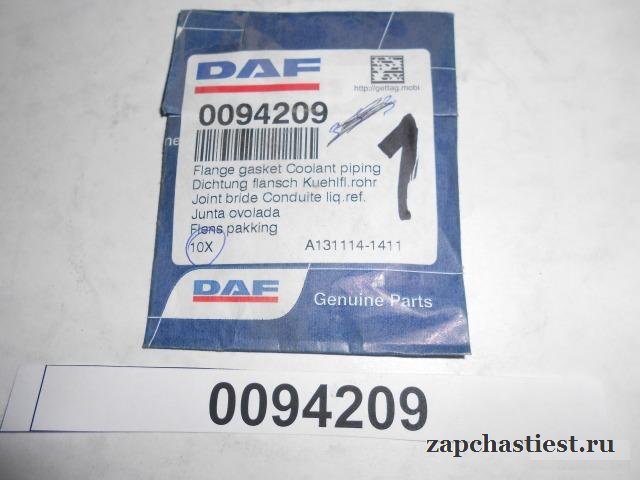 DAF
http://gettag.mobi
0094209
1
Flange gasket Coolant piping
Dichtung flansch Kuehlfl.rohr
Joint bride Conduite liq.ref.
Junta ovolada
Flens pakking
10X A131114-1411
DAF
Genuine Parts
0094209
zapchastiest.ru